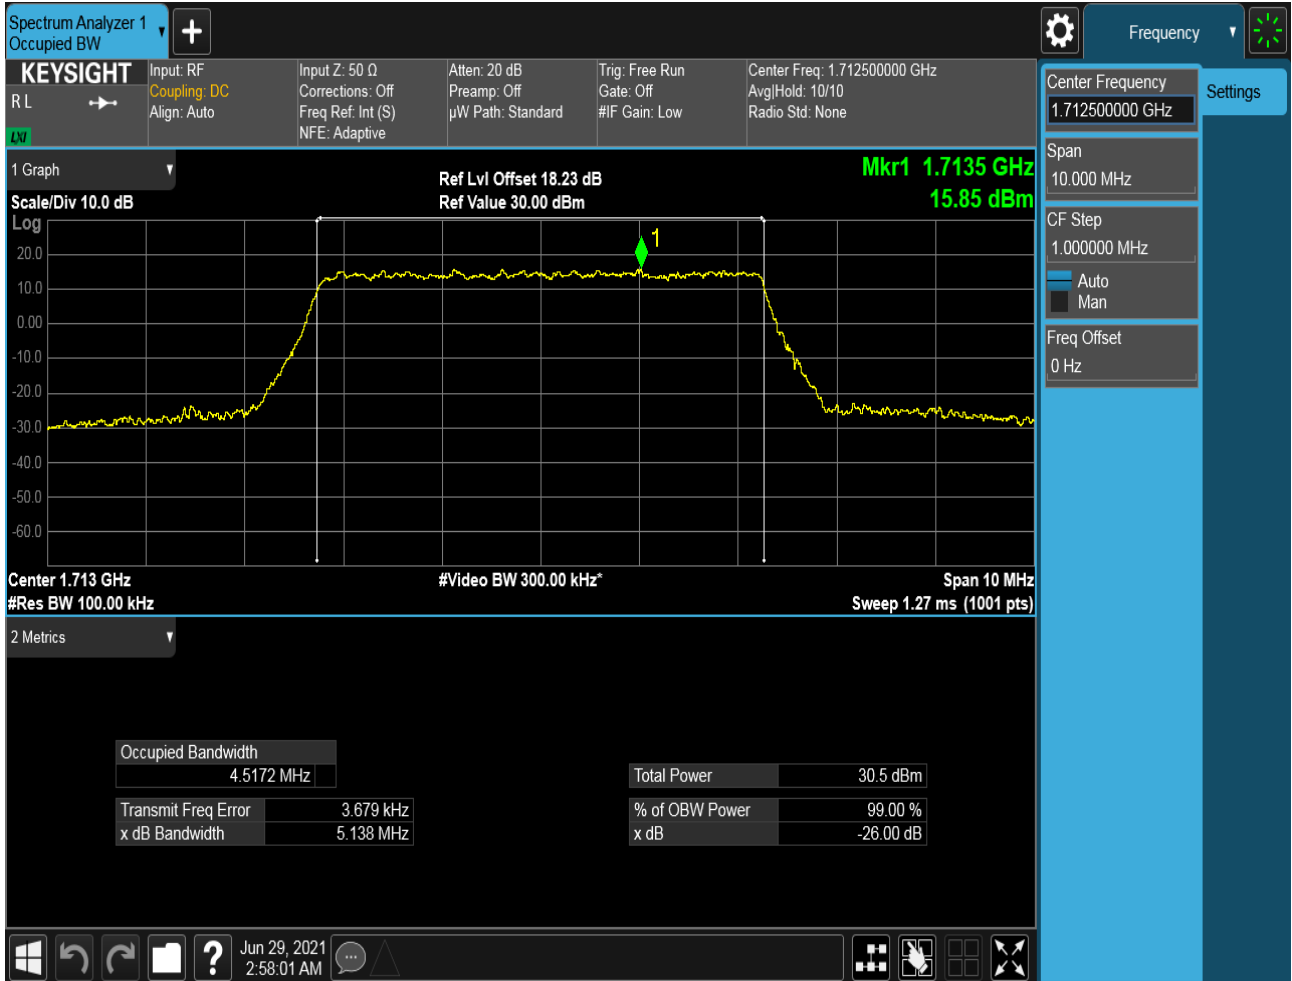 Spectrum Analyzer 1
Occupied BW
Frequency
KEYSIGHT
R L
LXI
Input: RF
Coupling: DC
Align: Auto
Input Z: 50 Ω
Corrections: Off
Freq Ref: Int (S)
NFE: Adaptive
Atten: 20 dB
Preamp: Off
µW Path: Standard
Trig: Free Run
Gate: Off
#IF Gain: Low
Center Freq: 1.712500000 GHz
Avg|Hold: 10/10
Radio Std: None
Center Frequency
1.712500000 GHz
Settings
Span
10.000 MHz
CF Step
1.000000 MHz
Auto
Man
Freq Offset
0 Hz
1 Graph
Scale/Div 10.0 dB
Ref Lvl Offset 18.23 dB
Ref Value 30.00 dBm
Mkr1 1.7135 GHz
15.85 dBm
Log
1
20.0
10.0
0.00
-10.0
-20.0
-30.0
-40.0
-50.0
-60.0
Center 1.713 GHz
#Video BW 300.00 kHz*
Span 10 MHz
#Res BW 100.00 kHz
Sweep 1.27 ms (1001 pts)
2 Metrics
Occupied Bandwidth
4.5172 MHz
Total Power 30.5 dBm
Transmit Freq Error 3.679 kHz
% of OBW Power 99.00 %
x dB Bandwidth 5.138 MHz
x dB -26.00 dB
?
Jun 29, 2021
2:58:01 AM